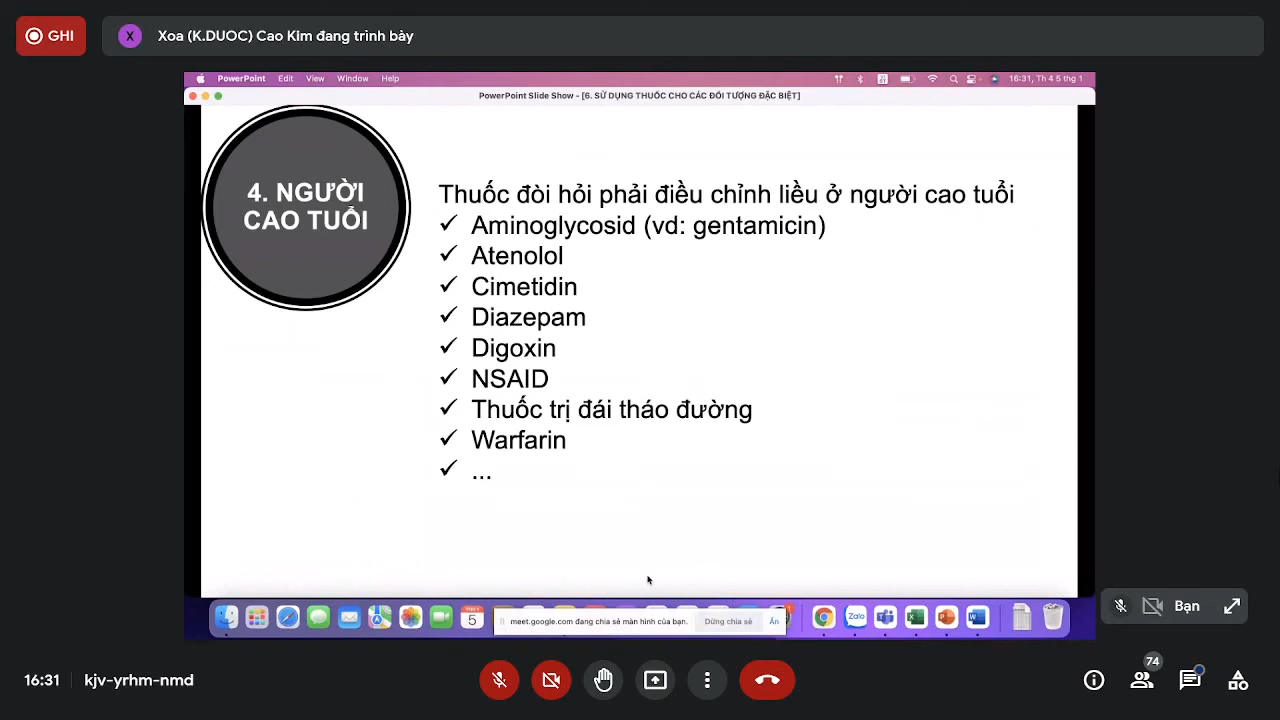 GHI
X
Xoa (K.DUOC) Cao Kim đang trình bày
PowerPoint Edit View Window Help
16:31, Th 4 5 thg 1
PowerPoint Slide Show - [6. SỬ DỤNG THUỐC CHO CÁC ĐỐI TƯỢNG ĐẶC BIỆT]
4. NGƯỜI
CAO TUỔI
Thuốc đòi hỏi phải điều chỉnh liều ở người cao tuổi
✓ Aminoglycosid (vd: gentamicin)
✓ Atenolol
✓ Cimetidin
✓ Diazepam
✓ Digoxin
✓ NSAID
✓ Thuốc trị đái tháo đường
✓ Warfarin
✓ ...
5
meet.google.com đang chia sẻ màn hình của bạn. Dừng chia sẻ Ẩn
Zalo
Bạn
16:31 kjv-yrhm-nmd
74